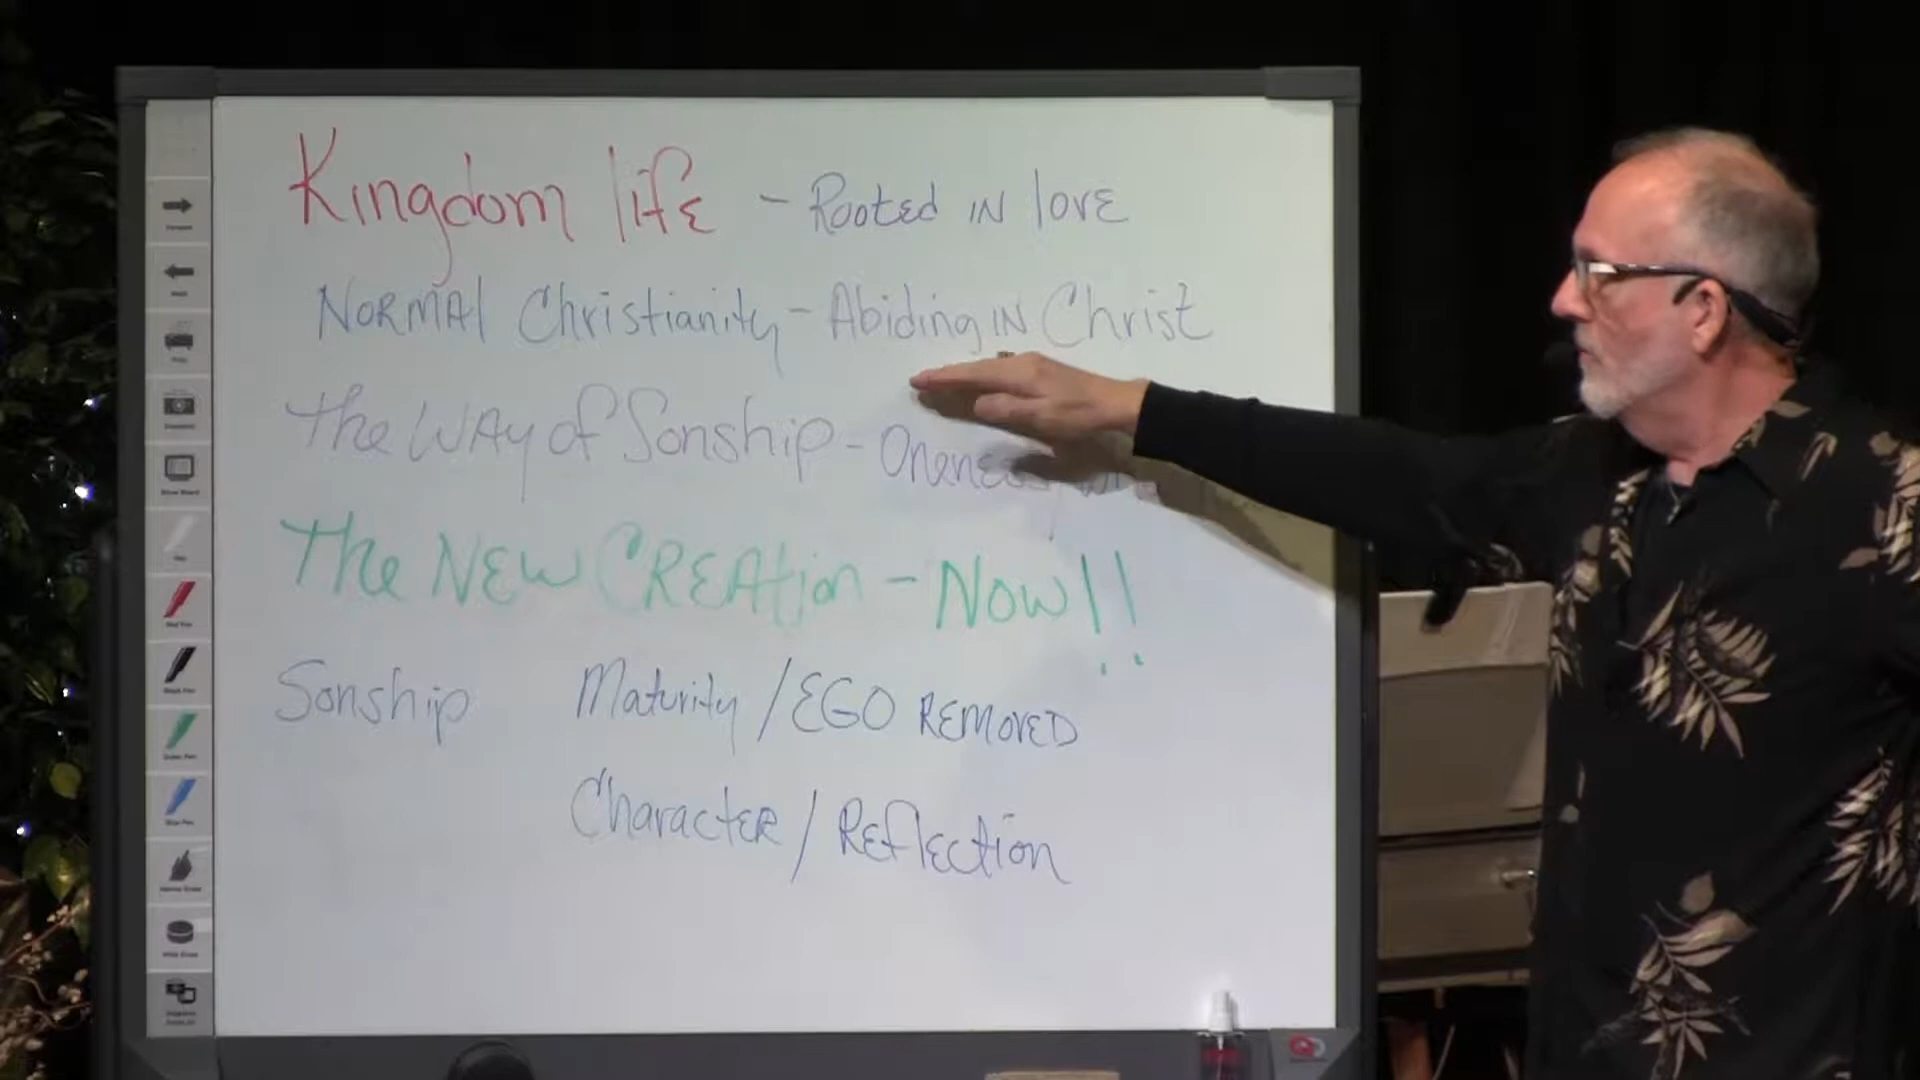 Kingdom life - Rooted in love
Normal Christianity - Abiding in Christ
The Way of Sonship -
The New Creation - Now!!
Sonship Maturity / EGO REMOVED
Character / Reflection